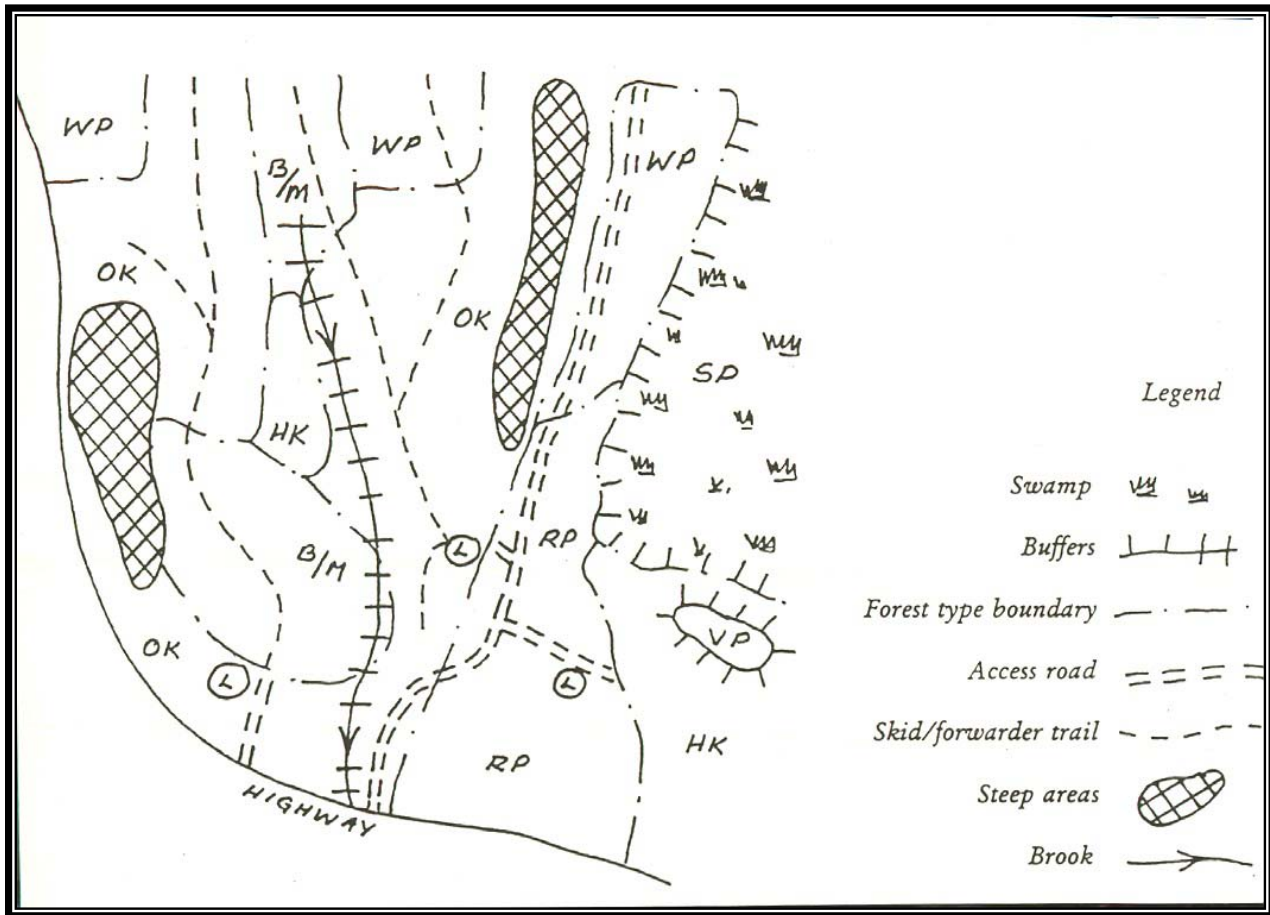 WP
WP
WP
B/M
OK
OK
SP
HK
Legend
Swamp
RP
Buffers
B/M
L
Forest type boundary
VP
OK
L
L
Access road
Skid/forwarder trail
HK
RP
Steep areas
HIGHWAY
Brook